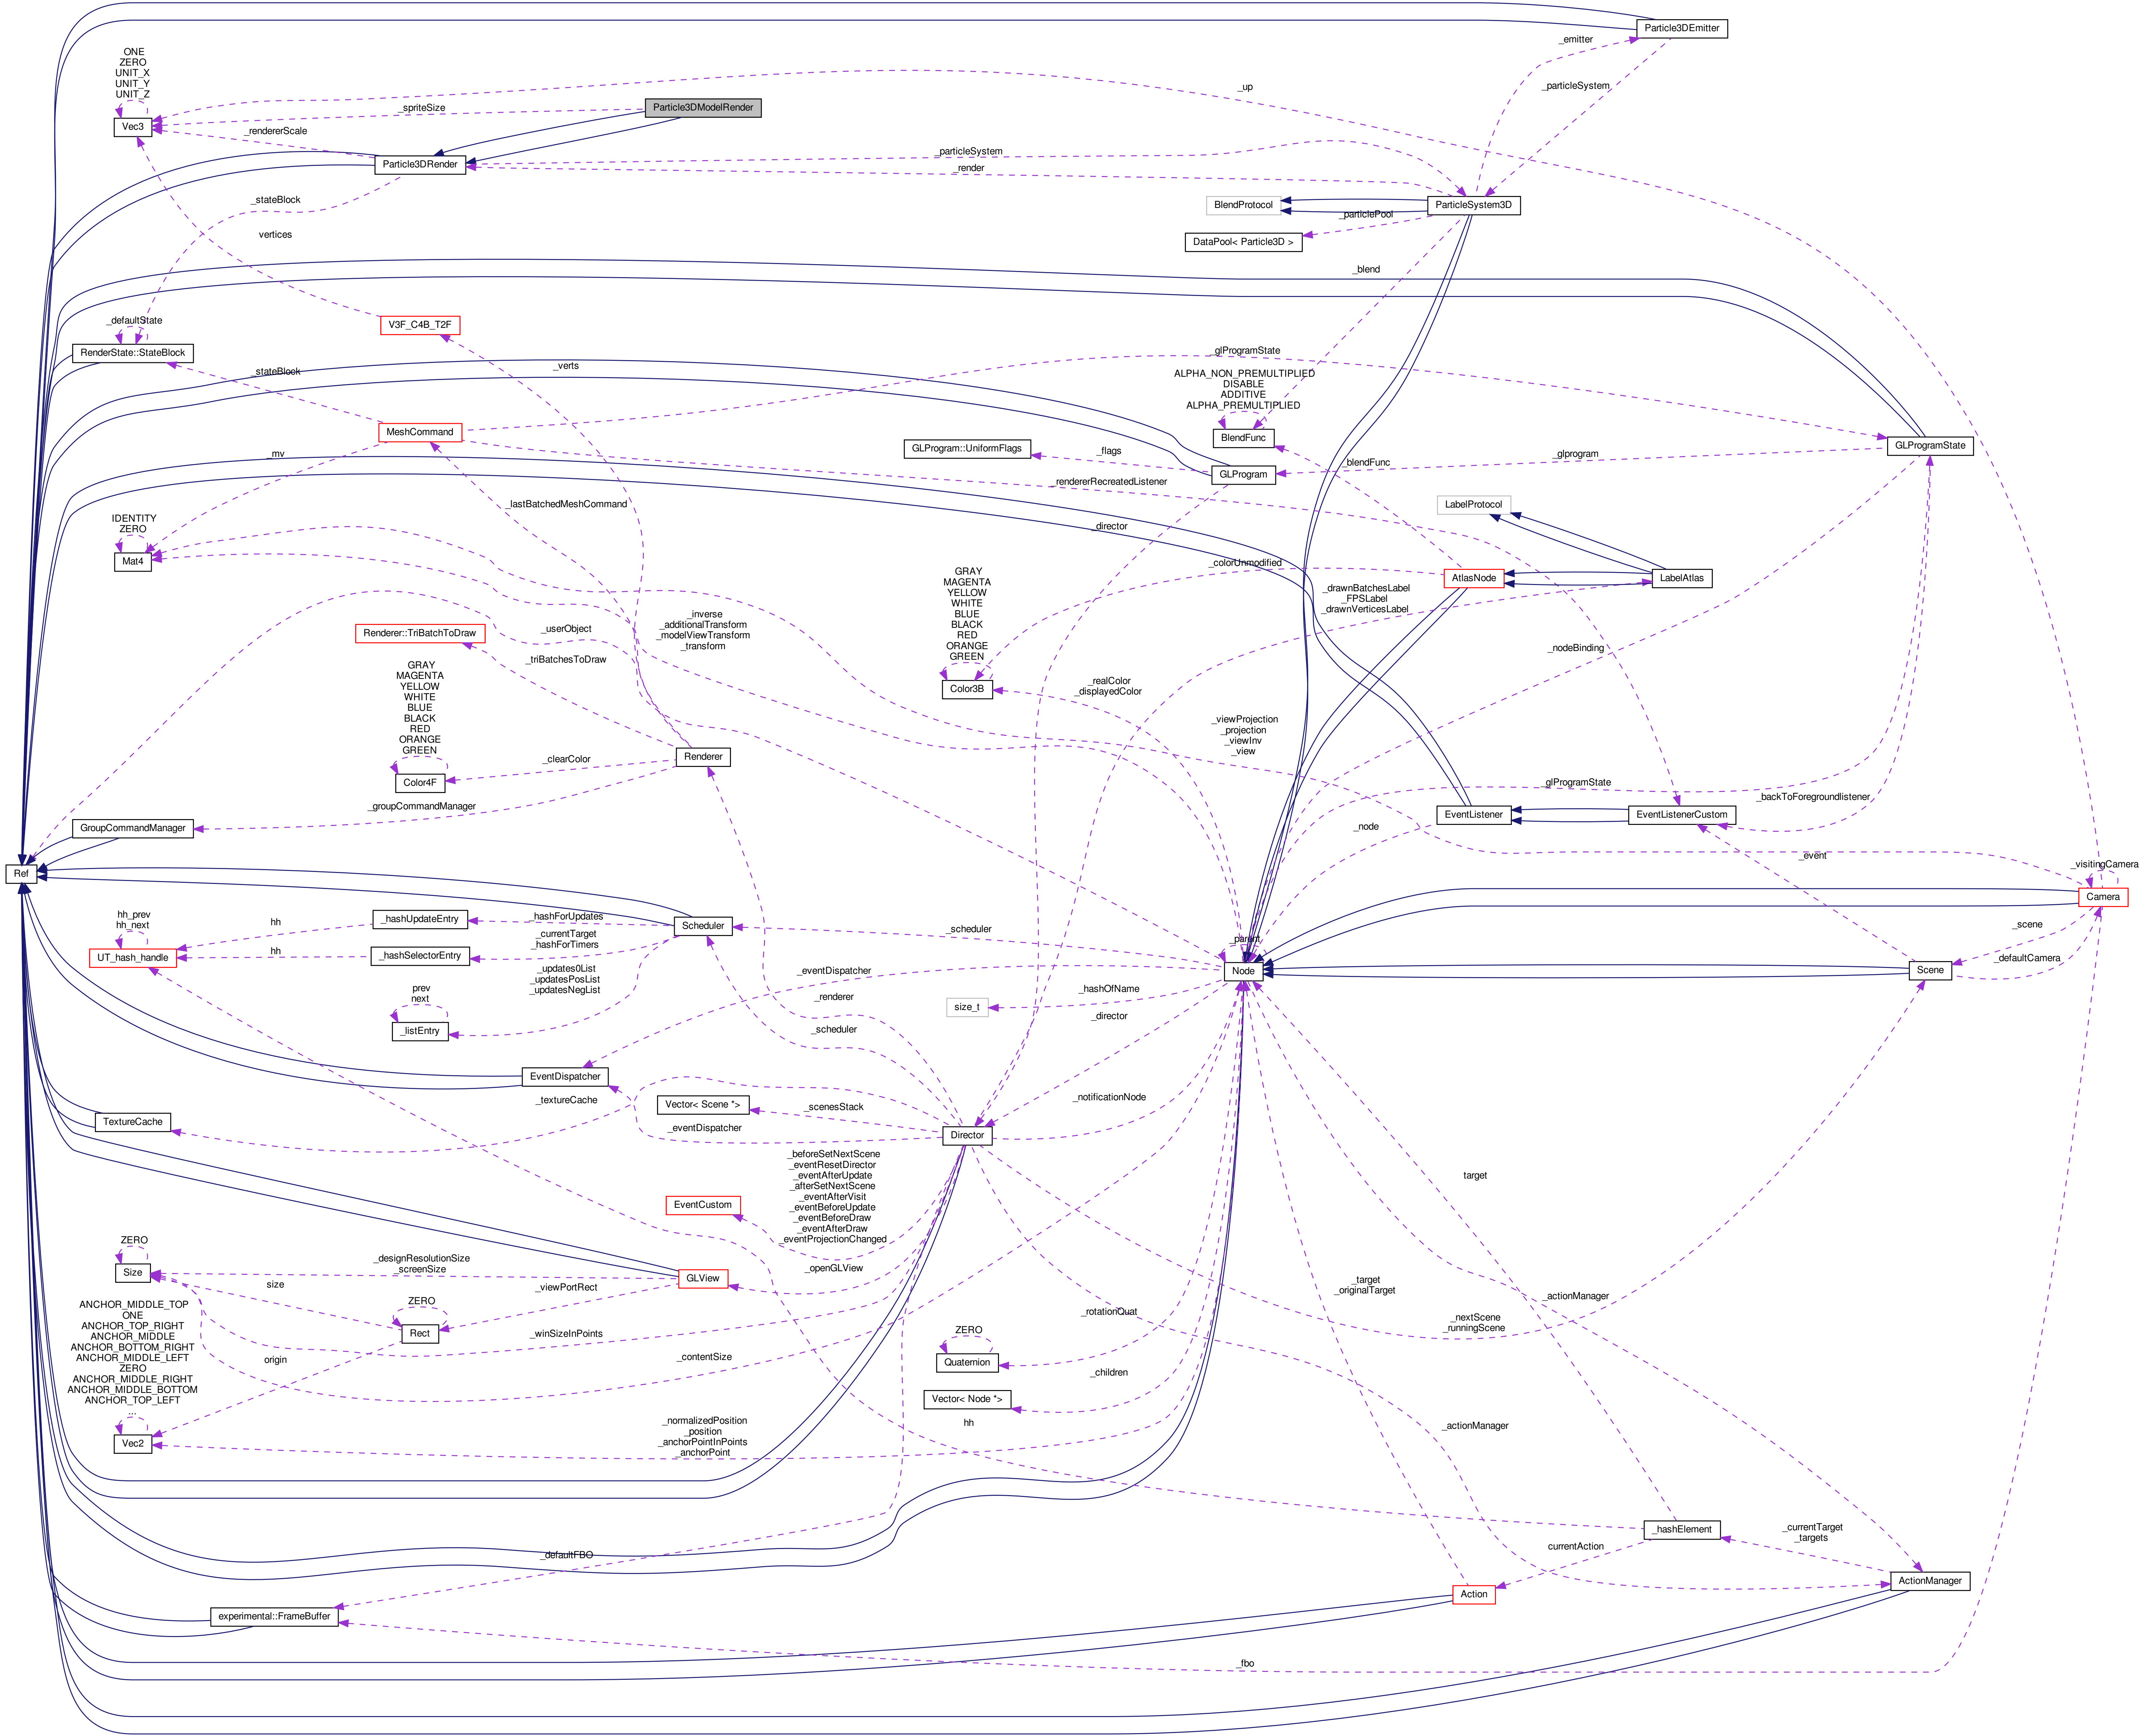 Particle3DEmitter
_emitter
ONE
ZERO
UNIT_X
UNIT_Y
UNIT_Z
_up
_particleSystem
Particle3DModelRender
_spriteSize
Vec3
_rendererScale
Particle3DRender
_particleSystem
_render
_stateBlock
BlendProtocol
ParticleSystem3D
_particlePool
vertices
DataPool< Particle3D >
_blend
_defaultState
V3F_C4B_T2F
RenderState::StateBlock
_glProgramState
_verts
stateBlock
ALPHA_NON_PREMULTIPLIED
DISABLE
ADDITIVE
ALPHA_PREMULTIPLIED
MeshCommand
BlendFunc
GLProgramState
GLProgram::UniformFlags
_flags
_mv
_glprogram
_blendFunc
GLProgram
_rendererRecreatedListener
_lastBatchedMeshCommand
LabelProtocol
IDENTITY
ZERO
_director
Mat4
_colorUnmodified
GRAY
MAGENTA
YELLOW
WHITE
BLUE
BLACK
RED
ORANGE
GREEN
AtlasNode
LabelAtlas
_drawnBatchesLabel
_FPSLabel
_drawnVerticesLabel
_inverse
_additionalTransform
_modelViewTransform
_transform
Renderer::TriBatchToDraw
_userObject
_triBatchesToDraw
_nodeBinding
GRAY
MAGENTA
YELLOW
WHITE
BLUE
BLACK
RED
ORANGE
GREEN
Color3B
_realColor
_displayedColor
_viewProjection
_projection
_viewInv
_view
Renderer
_clearColor
Color4F
_glProgramState
_groupCommandManager
_backToForegroundlistener
GroupCommandManager
EventListener
EventListenerCustom
_node
_event
_visitingCamera
Ref
Camera
hh_prev
hh_next
hh
_hashUpdateEntry
_hashForUpdates
Scheduler
_scheduler
_scene
_currentTarget
_hashForTimers
_parent
UT_hash_handle
hh
_hashSelectorEntry
_defaultCamera
_updates0List
_updatesPosList
_updatesNegList
_eventDispatcher
Node
Scene
prev
next
_hashOfName
_renderer
size_t
_director
_listEntry
_scheduler
EventDispatcher
_textureCache
Vector< Scene *>
_scenesStack
_notificationNode
TextureCache
_eventDispatcher
Director
_beforeSetNextScene
_eventResetDirector
_eventAfterUpdate
_afterSetNextScene
_eventAfterVisit
_eventBeforeUpdate
_eventBeforeDraw
_eventAfterDraw
_eventProjectionChanged
target
EventCustom
ZERO
_designResolutionSize
_screenSize
_openGLView
Size
size
GLView
_viewPortRect
_target
_originalTarget
_actionManager
ANCHOR_MIDDLE_TOP
ONE
ANCHOR_TOP_RIGHT
ANCHOR_MIDDLE
ANCHOR_BOTTOM_RIGHT
ANCHOR_MIDDLE_LEFT
ZERO
ANCHOR_MIDDLE_RIGHT
ANCHOR_MIDDLE_BOTTOM
ANCHOR_TOP_LEFT
...
ZERO
_rotationQuat
_nextScene
_runningScene
Rect
_winSizeInPoints
ZERO
origin
_contentSize
Quaternion
_children
Vector< Node *>
Vec2
_normalizedPosition
_position
_anchorPointInPoints
_anchorPoint
hh
_actionManager
_hashElement
_currentTarget
_targets
_defaultFBO
currentAction
Action
ActionManager
experimental::FrameBuffer
_fbo